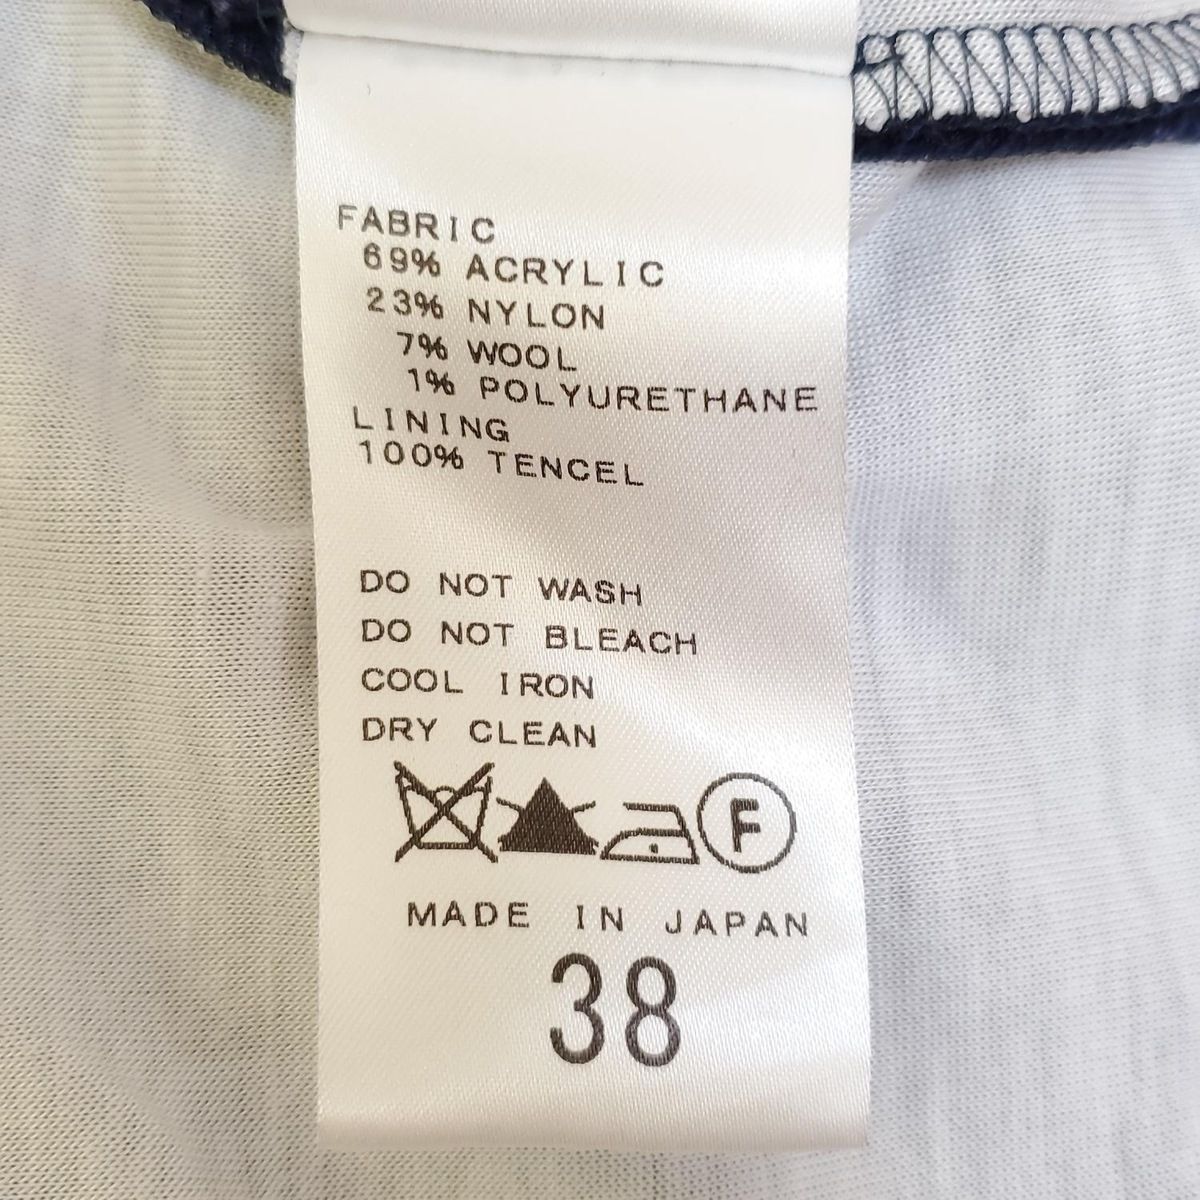 FABRIC
69% ACRYLIC
23% NYLON
7% WOOL
1% POLYURETHANE
LINING
100% TENCEL
DO NOT WASH
DO NOT BLEACH
COOL IRON
DRY CLEAN
F
MADE IN JAPAN
38